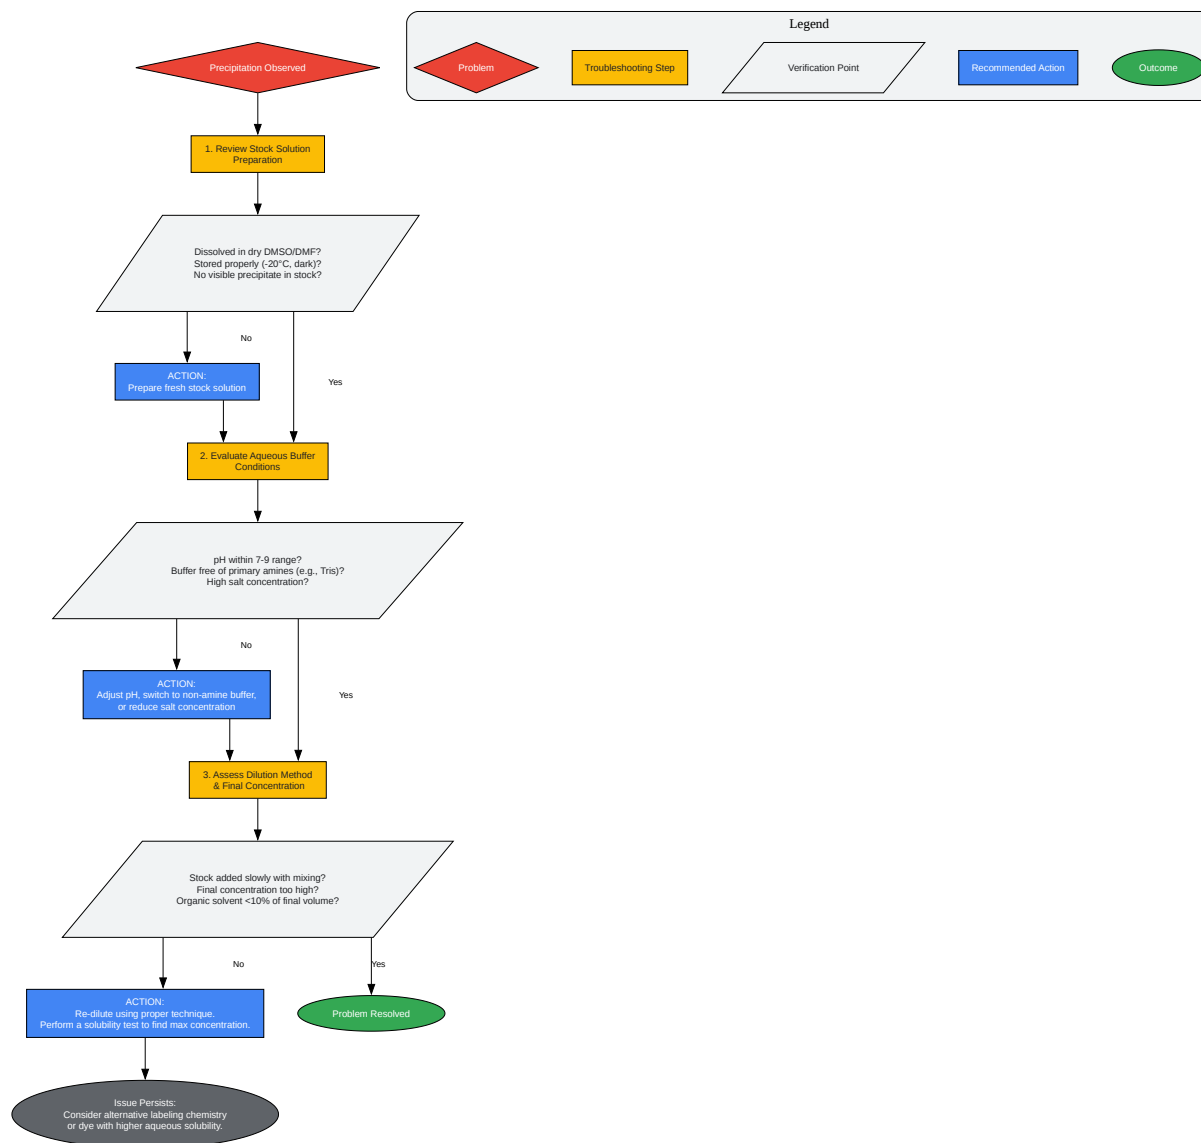 Legend
Precipitation Observed
Problem
Troubleshooting Step
Verification Point
Recommended Action
Outcome
1. Review Stock Solution
Preparation
Dissolved in dry DMSO/DMF?
Stored properly (-20°C, dark)?
No visible precipitate in stock?
No
ACTION:
Prepare fresh stock solution
Yes
2. Evaluate Aqueous Buffer
Conditions
pH within 7-9 range?
Buffer free of primary amines (e.g., Tris)?
High salt concentration?
No
ACTION:
Adjust pH, switch to non-amine buffer,
or reduce salt concentration
Yes
3. Assess Dilution Method
& Final Concentration
Stock added slowly with mixing?
Final concentration too high?
Organic solvent <10% of final volume?
No
Yes
ACTION:
Re-dilute using proper technique.
Perform a solubility test to find max concentration.
Problem Resolved
Issue Persists:
Consider alternative labeling chemistry
or dye with higher aqueous solubility.